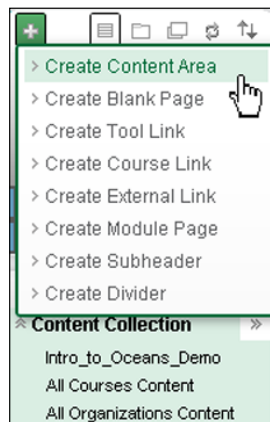 > Create Content Area
> Create Blank Page
> Create Tool Link
> Create Course Link
> Create External Link
> Create Module Page
> Create Subheader
> Create Divider
Content Collection
Intro_to_Oceans_Demo
All Courses Content
All Organizations Content